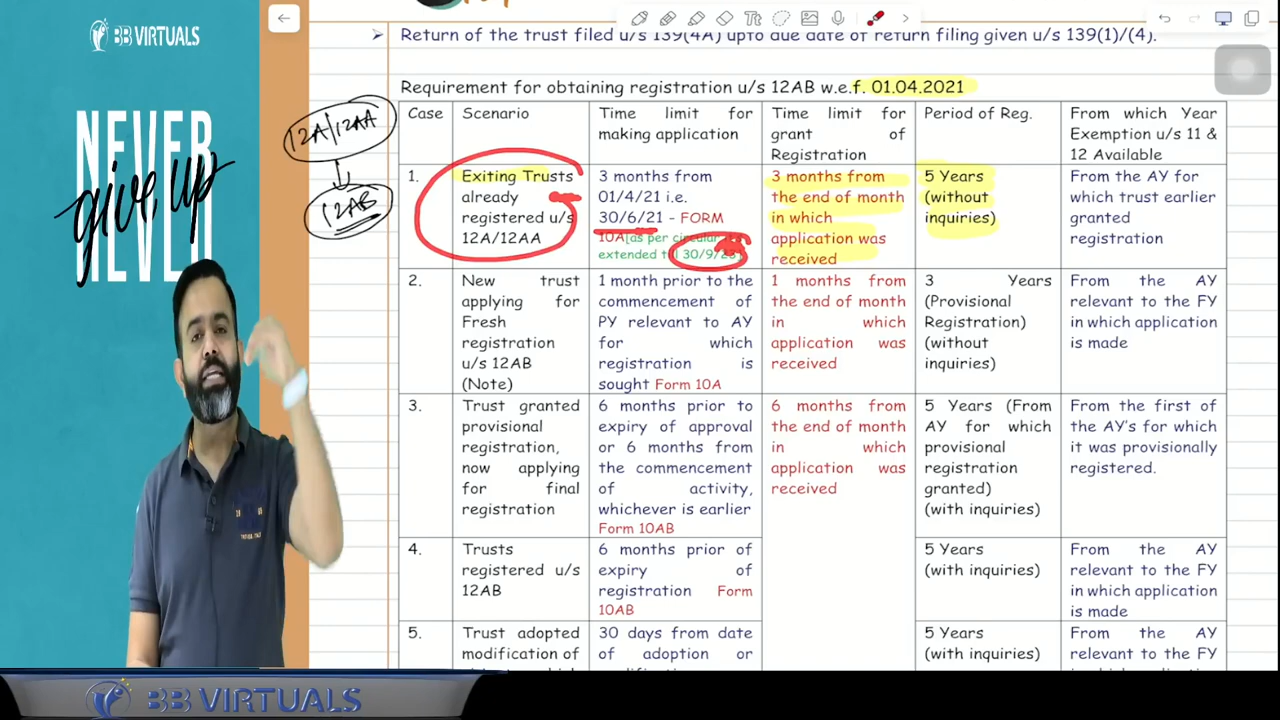 BB VIRTUALS
NEVER
give up
NEVER
12A/12AA
12AB
Return of the trust filed u/s 139(4A) upto due date of return filing given u/s 139(1)/(4).
Requirement for obtaining registration u/s 12AB w.e.f. 01.04.2021
Case
Scenario
Time limit for
making application
Time limit for
grant of
Registration
Period of Reg.
From which Year
Exemption u/s 11 &
12 Available
1.
Exiting Trusts
already
registered u/s
12A/12AA
3 months from
01/4/21 i.e.
30/6/21 - FORM
10A[as per circular
extended till 30/9/23]
3 months from
the end of month
in which
application was
received
5 Years
(without
inquiries)
From the AY for
which trust earlier
granted
registration
2.
New trust
applying for
Fresh
registration
u/s 12AB
(Note)
1 month prior to the
commencement of
PY relevant to AY
for which
registration is
sought Form 10A
1 months from
the end of month
in which
application was
received
3 Years
(Provisional
Registration)
(without
inquiries)
From the AY
relevant to the FY
in which application
is made
3.
Trust granted
provisional
registration,
now applying
for final
registration
6 months prior to
expiry of approval
or 6 months from
the commencement
of activity,
whichever is earlier
Form 10AB
6 months from
the end of month
in which
application was
received
5 Years (From
AY for which
provisional
registration
granted)
(with inquiries)
From the first of
the AY's for which
it was provisionally
registered.
4.
Trusts
registered u/s
12AB
6 months prior of
expiry of
registration Form
10AB
5 Years
(with inquiries)
From the AY
relevant to the FY
in which application
is made
5.
Trust adopted
modification of
30 days from date
of adoption or
5 Years
(with inquiries)
From the AY
relevant to the FY
BB VIRTUALS